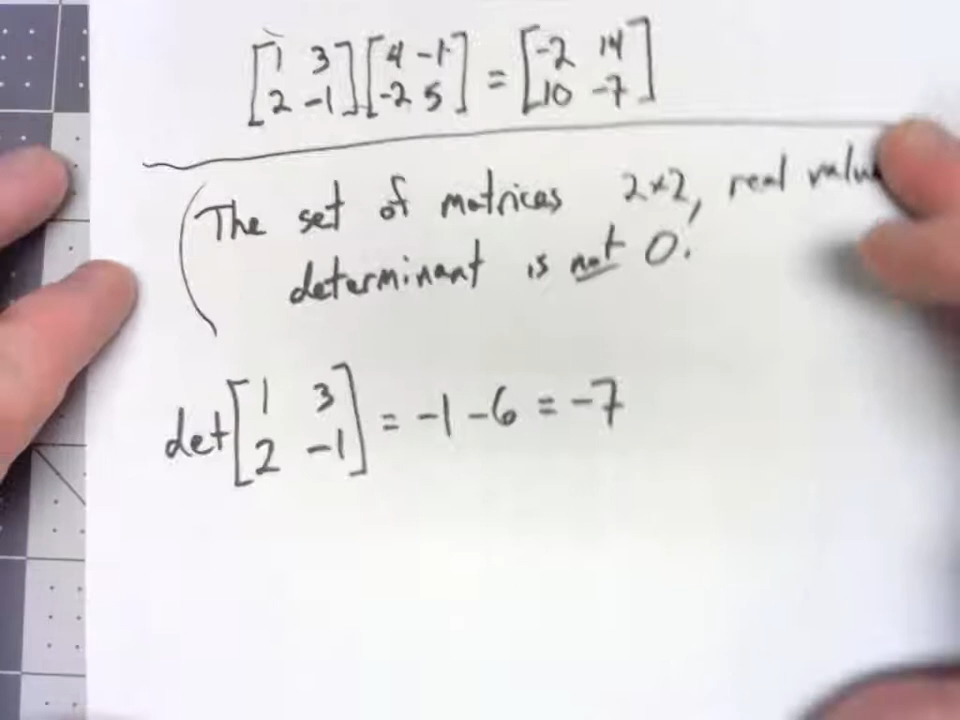 [1 3 [4 -1 = [-2 14
2 -1] -2 5] 10 -7]
(The set of matrices 2×2, real
determinant is not 0.
det[1 3 = -1 - 6 = -7
2 -1]